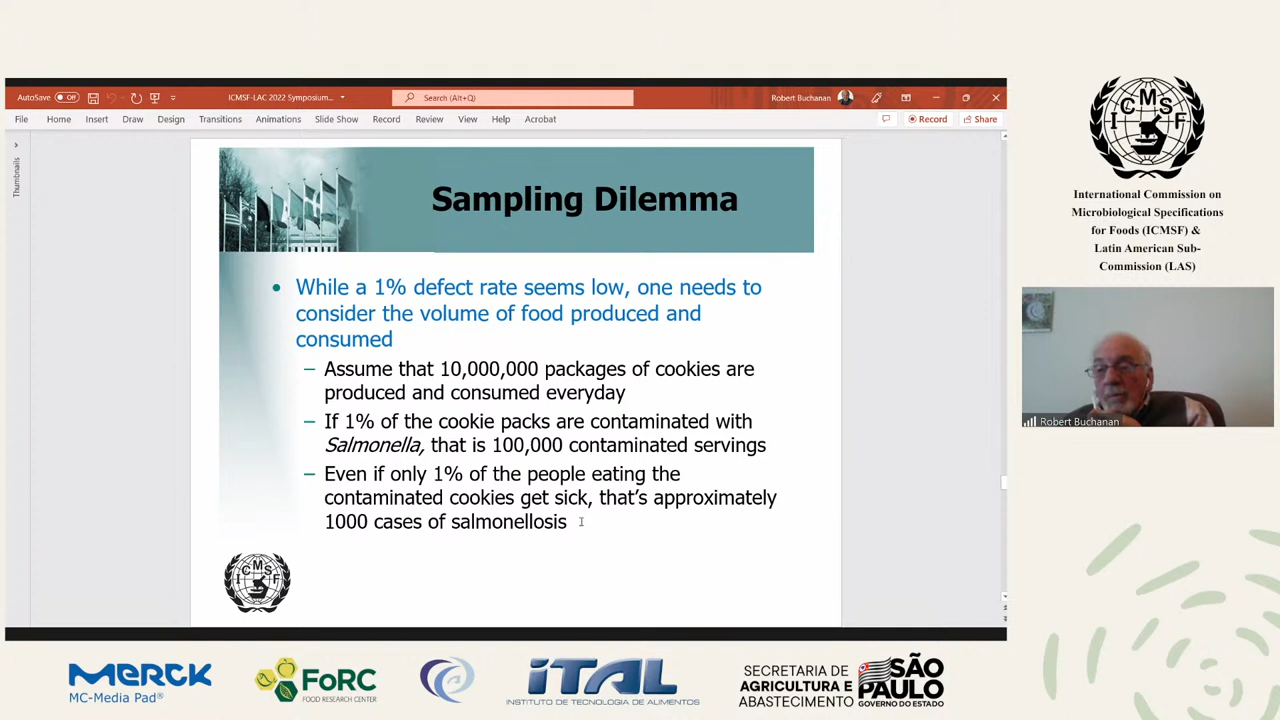 AutoSave Off ICMSF-LAC 2022 Symposium... Search (Alt+Q) Robert Buchanan
File Home Insert Draw Design Transitions Animations Slide Show Record Review View Help Acrobat Record Share
Thumbnails
Sampling Dilemma
• While a 1% defect rate seems low, one needs to
consider the volume of food produced and
consumed
– Assume that 10,000,000 packages of cookies are
produced and consumed everyday
– If 1% of the cookie packs are contaminated with
Salmonella, that is 100,000 contaminated servings
– Even if only 1% of the people eating the
contaminated cookies get sick, that's approximately
1000 cases of salmonellosis
ICMSF
ICMSF
International Commission on
Microbiological Specifications
for Foods (ICMSF) &
Latin American Sub-
Commission (LAS)
Robert Buchanan
MERCK
MC-Media Pad®
FoRC
FOOD RESEARCH CENTER
iTAL
INSTITUTO DE TECNOLOGIA DE ALIMENTOS
SECRETARIA DE
AGRICULTURA E
ABASTECIMENTO
SÃO
PAULO
GOVERNO DO ESTADO